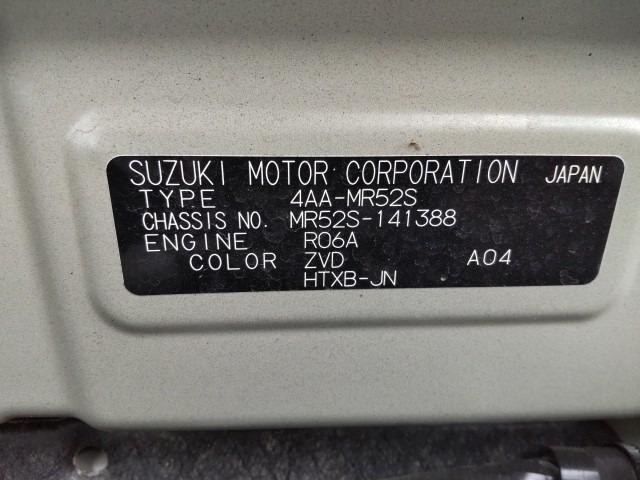 SUZUKI MOTOR CORPORATION JAPAN
TYPE 4AA-MR52S
CHASSIS NO. MR52S-141388
ENGINE R06A
COLOR ZVD A04
HTXB-JN